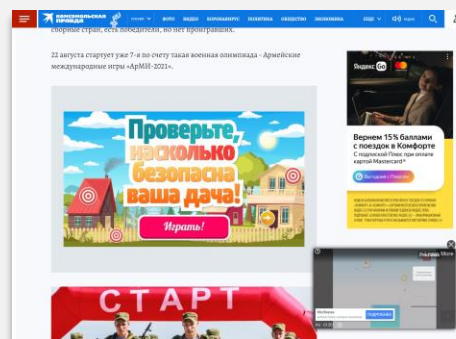 КОМСОМОЛЬСКАЯ
ПРАВДА
ФОТО ВИДЕО КОРОНАВИРУС ПОЛИТИКА ОБЩЕСТВО ЭКОНОМИКА ЕЩЕ
сборные стран, есть победители, но нет проигравших.
22 августа стартует уже 7-я по счету такая военная олимпиада - Армейские
международные игры «АрМИ-2021».
Проверьте,
насколько
безопасна
ваша дача!
Играть!
СТАРТ
Яндекс Go
Вернем 15% баллами
с поездок в Комфорте
С подпиской Плюс при оплате
картой Mastercard*